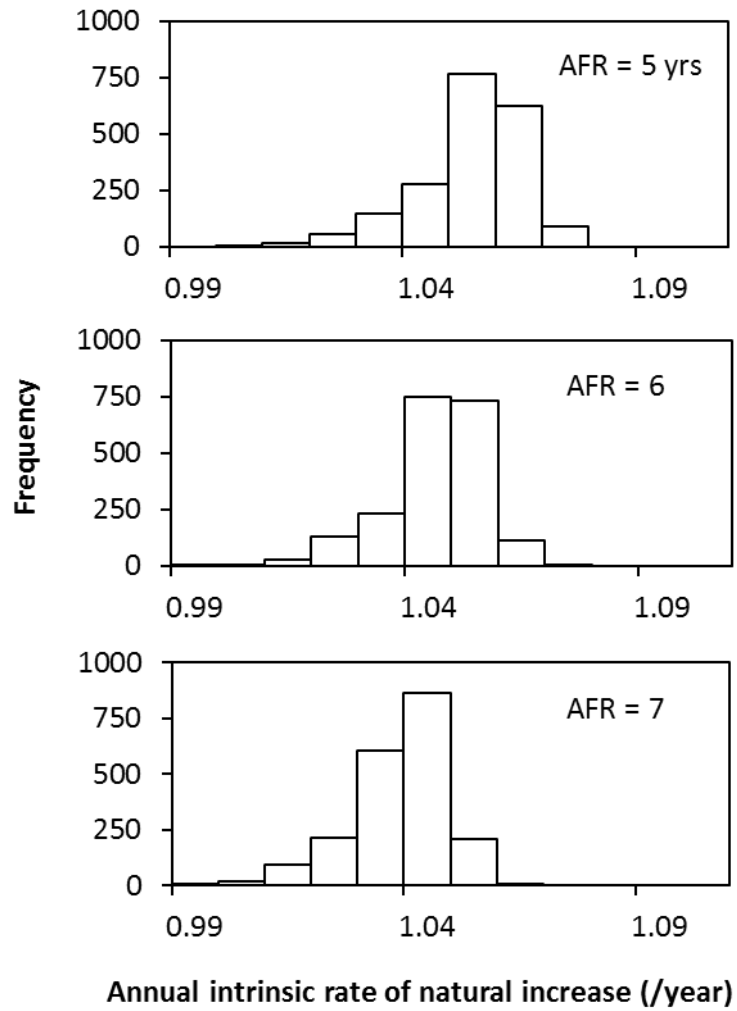 1000
AFR = 5 yrs
750
500
250
0
0.99 1.04 1.09
1000
AFR = 6
750
500
250
0
0.99 1.04 1.09
Frequency
1000
AFR = 7
750
500
250
0
0.99 1.04 1.09
Annual intrinsic rate of natural increase (/year)